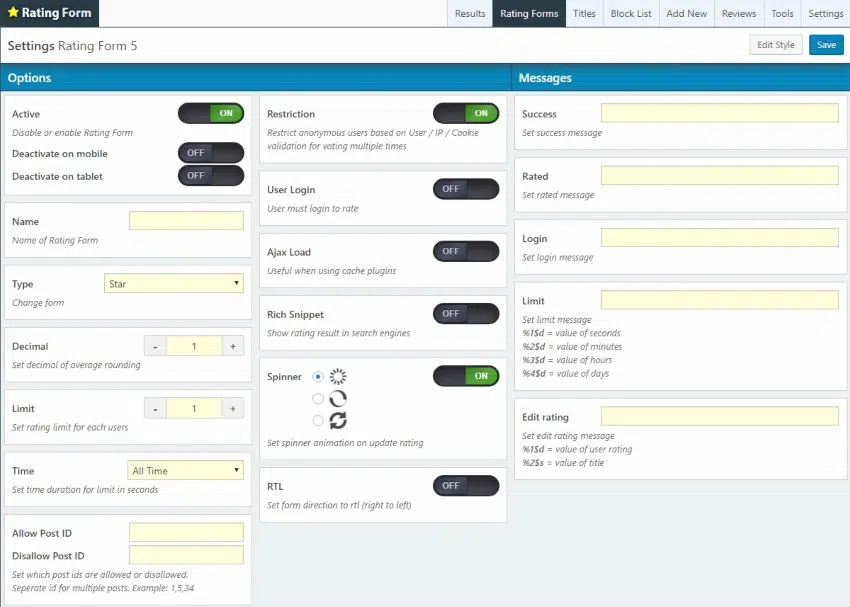 Rating Form
Results
Rating Forms
Titles
Block List
Add New
Reviews
Tools
Settings
Settings Rating Form 5
Edit Style
Save
Options
Active
ON
Disable or enable Rating Form
Deactivate on mobile
OFF
Deactivate on tablet
OFF
Name
Name of Rating Form
Type
Star
Change form
Decimal
- 1 +
Set decimal of average rounding
Limit
- 1 +
Set rating limit for each users
Time
All Time
Set time duration for limit in seconds
Allow Post ID
Disallow Post ID
Set which post ids are allowed or disallowed.
Seperate id for multiple posts. Example: 1,5,34
Restriction
ON
Restrict anonymous users based on User / IP / Cookie
validation for voting multiple times
User Login
OFF
User must login to rate
Ajax Load
OFF
Useful when using cache plugins
Rich Snippet
OFF
Show rating result in search engines
Spinner
ON
Set spinner animation on update rating
RTL
OFF
Set form direction to rtl (right to left)
Messages
Success
Set success message
Rated
Set rated message
Login
Set login message
Limit
Set limit message
%1$d = value of seconds
%2$d = value of minutes
%3$d = value of hours
%4$d = value of days
Edit rating
Set edit rating message
%1$d = value of user rating
%2$s = value of title